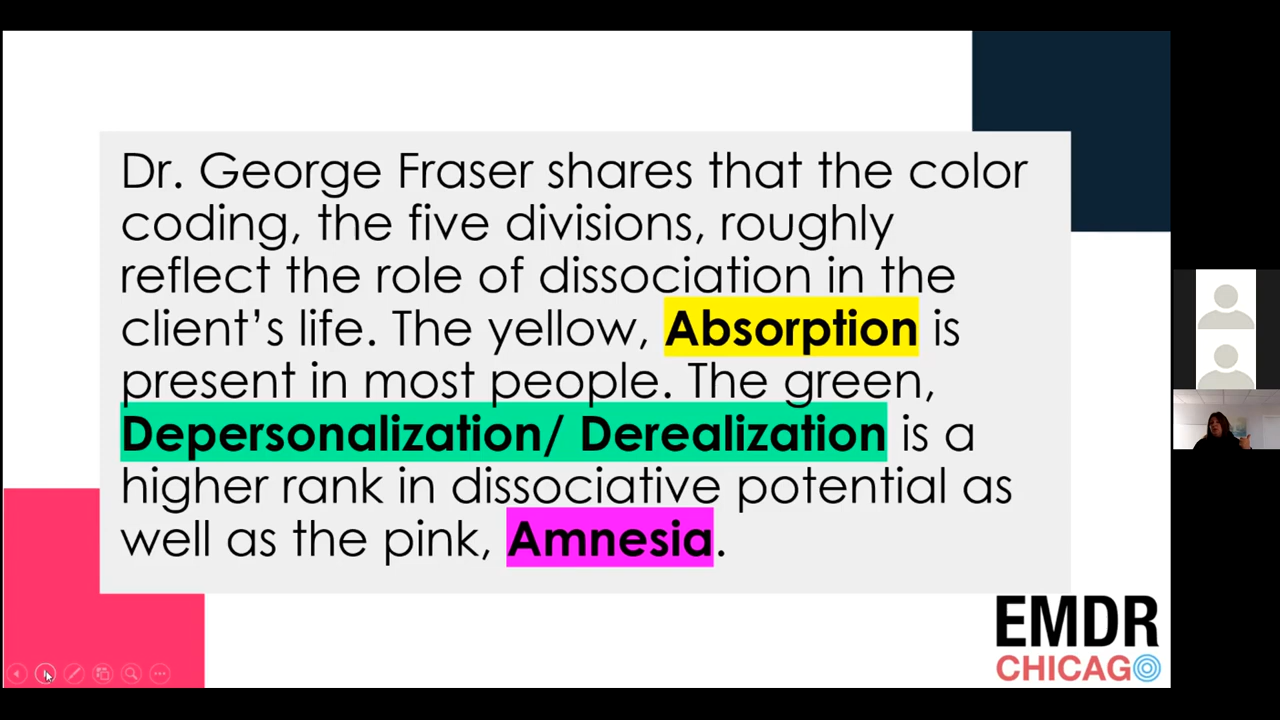 Dr. George Fraser shares that the color
coding, the five divisions, roughly
reflect the role of dissociation in the
client’s life. The yellow, Absorption is
present in most people. The green,
Depersonalization/ Derealization is a
higher rank in dissociative potential as
well as the pink, Amnesia.
EMDR
CHICAGO